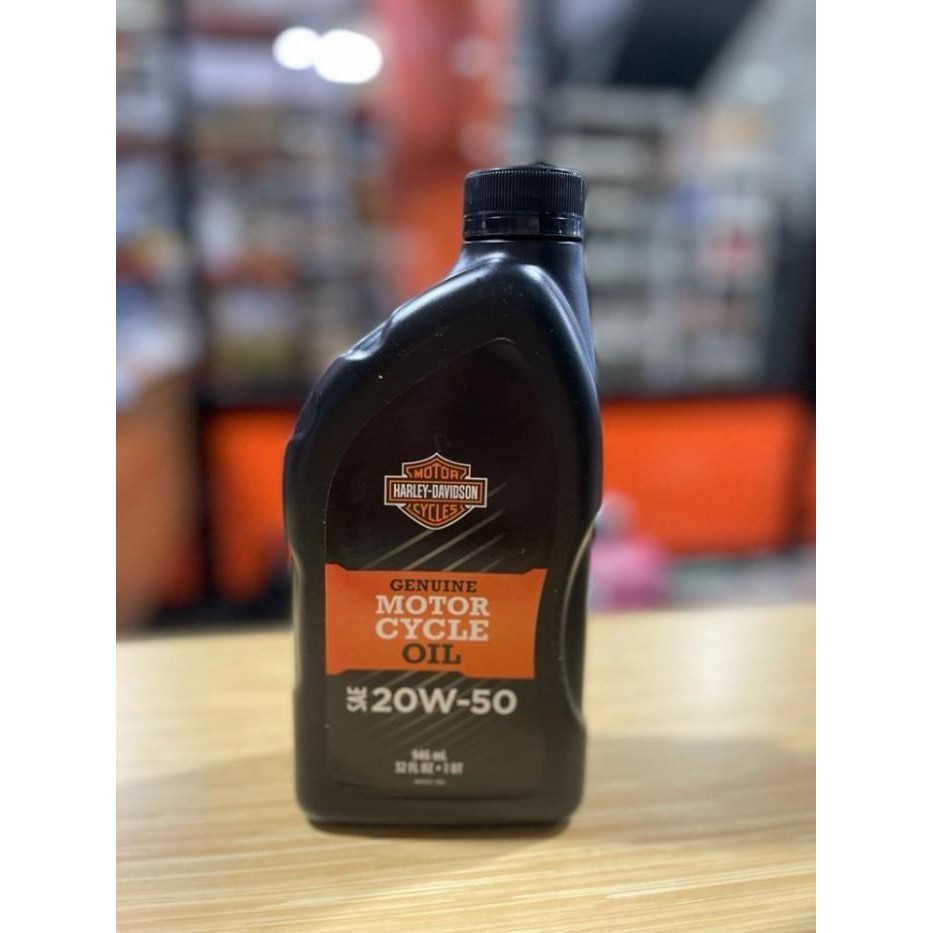 MOTOR
HARLEY-DAVIDSON
CYCLES
GENUINE
MOTOR
CYCLE
OIL
SAE 20W-50
946 mL
32 FL OZ • 1 QT